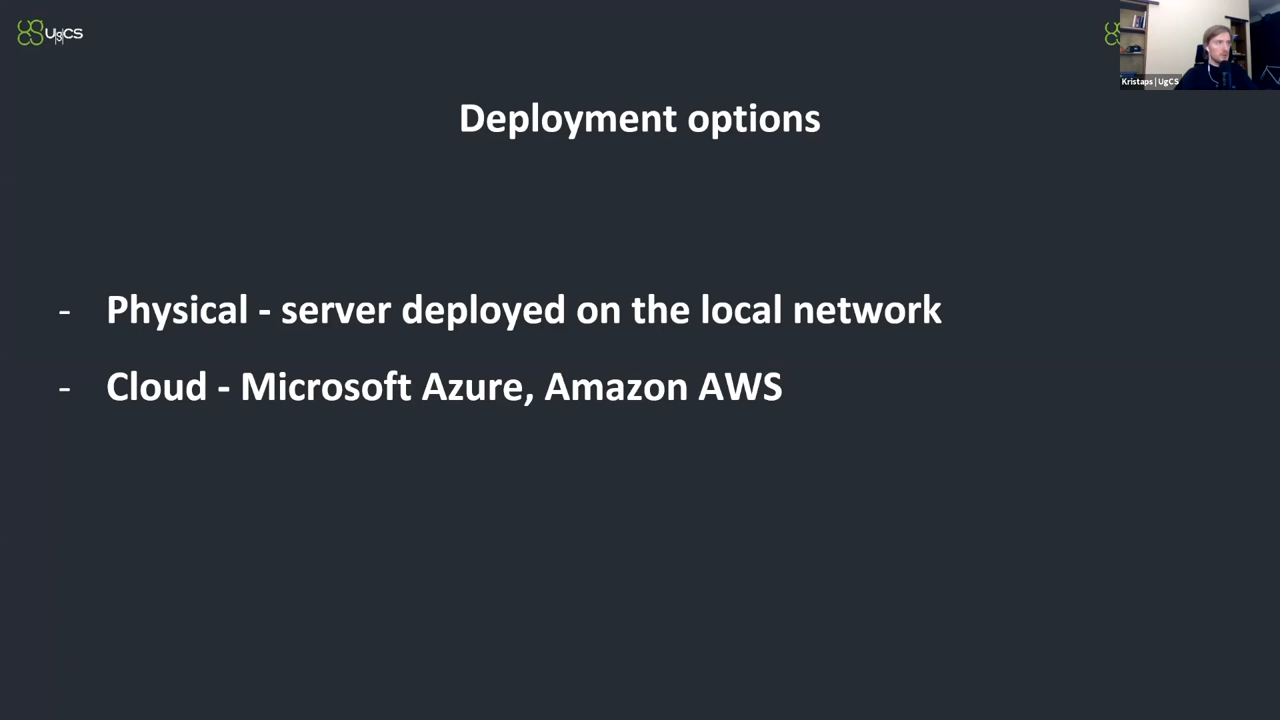 UgCS
Kristaps | UgCS
Deployment options
- Physical - server deployed on the local network
- Cloud - Microsoft Azure, Amazon AWS